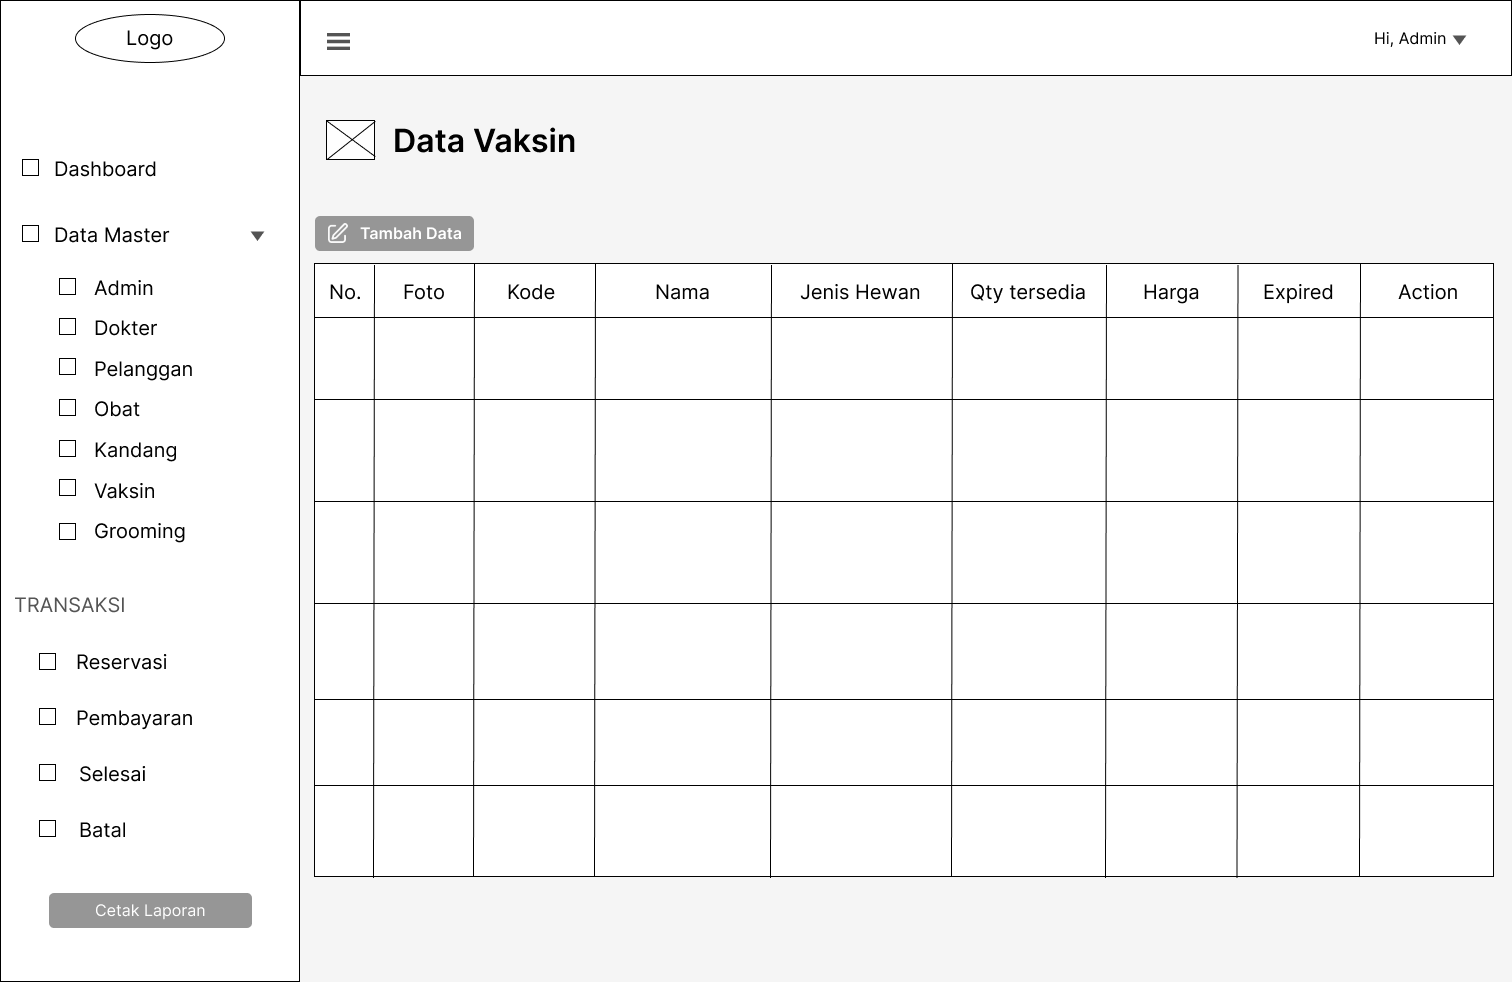 Logo
Hi, Admin
Dashboard
Data Master
Admin
Dokter
Pelanggan
Obat
Kandang
Vaksin
Grooming
TRANSAKSI
Reservasi
Pembayaran
Selesai
Batal
Cetak Laporan
Data Vaksin
Tambah Data
No. Foto Kode Nama Jenis Hewan Qty tersedia Harga Expired Action